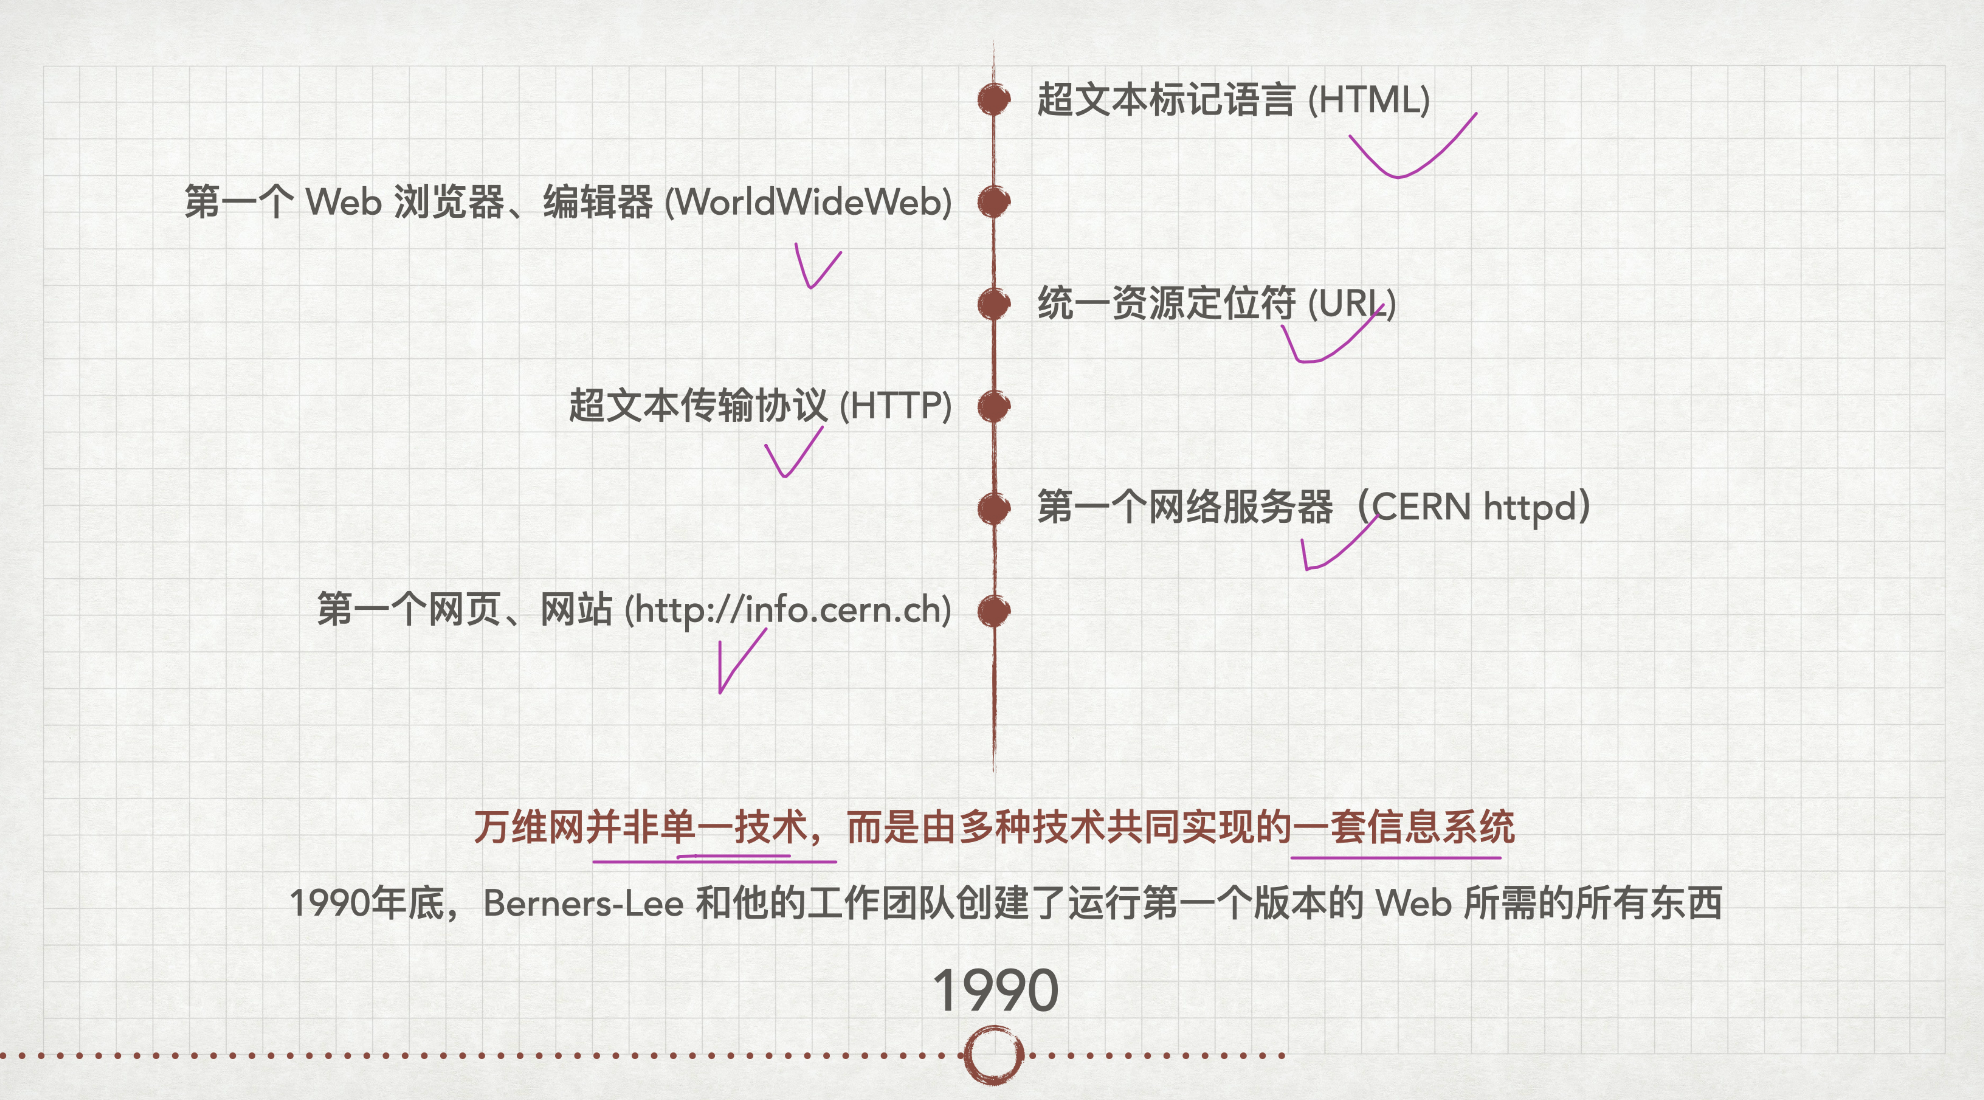 超文本标记语言 (HTML)
第一个 Web 浏览器、编辑器 (WorldWideWeb)
统一资源定位符 (URL)
超文本传输协议 (HTTP)
第一个网络服务器（CERN httpd）
第一个网页、网站 (http://info.cern.ch)
万维网并非单一技术，而是由多种技术共同实现的一套信息系统
1990年底，Berners-Lee 和他的工作团队创建了运行第一个版本的 Web 所需的所有东西
1990